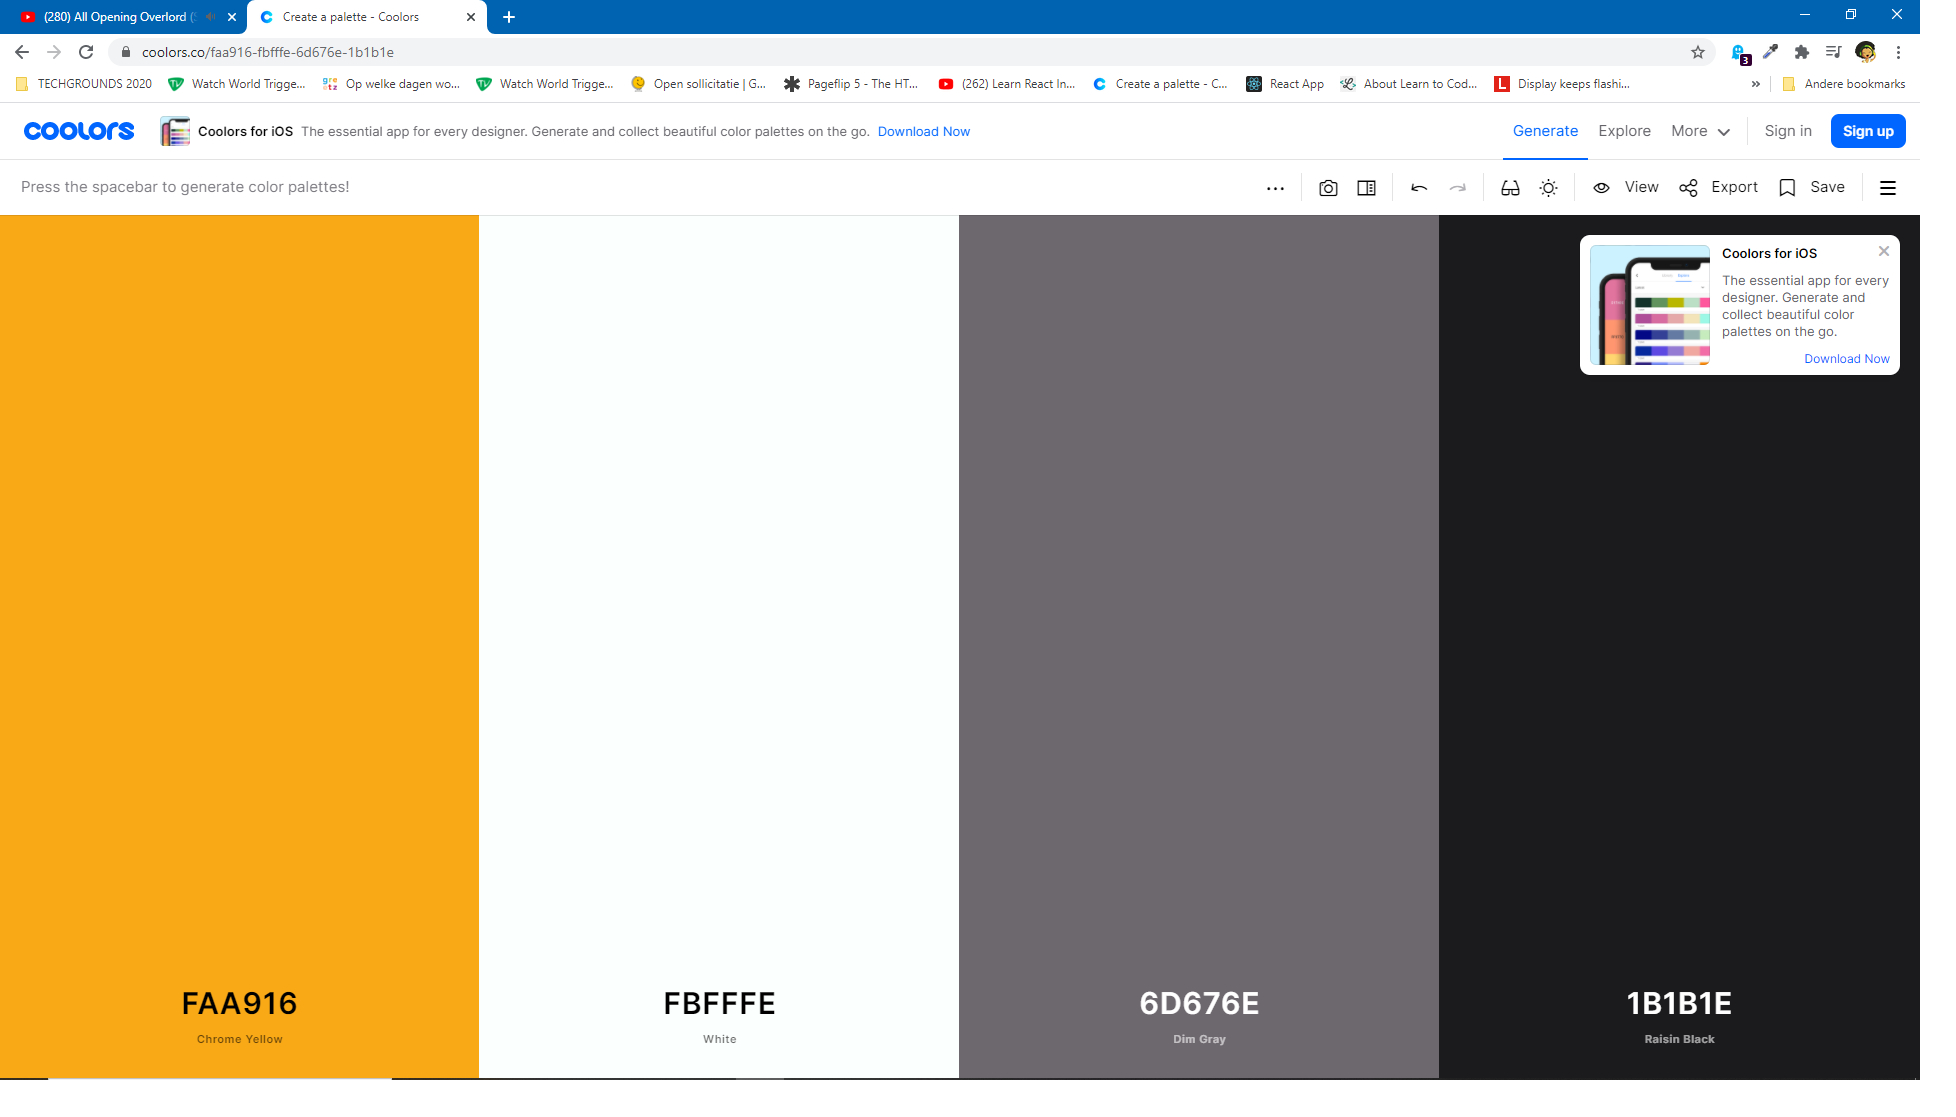 (280) All Opening Overlord (
Create a palette - Coolors
coolors.co/faa916-fbfffe-6d676e-1b1b1e
3
TECHGROUNDS 2020
Watch World Trigge...
Op welke dagen wo...
Watch World Trigge...
Open sollicitatie | G...
Pageflip 5 - The HT...
(262) Learn React In...
Create a palette - C...
React App
About Learn to Cod...
Display keeps flashi...
»
Andere bookmarks
coolors
Coolors for iOS The essential app for every designer. Generate and collect beautiful color palettes on the go. Download Now
Generate
Explore
More
Sign in
Sign up
Press the spacebar to generate color palettes!
View
Export
Save
Coolors for iOS
The essential app for every
designer. Generate and
collect beautiful color
palettes on the go.
Download Now
FAA916
Chrome Yellow
FBFFFE
White
6D676E
Dim Gray
1B1B1E
Raisin Black